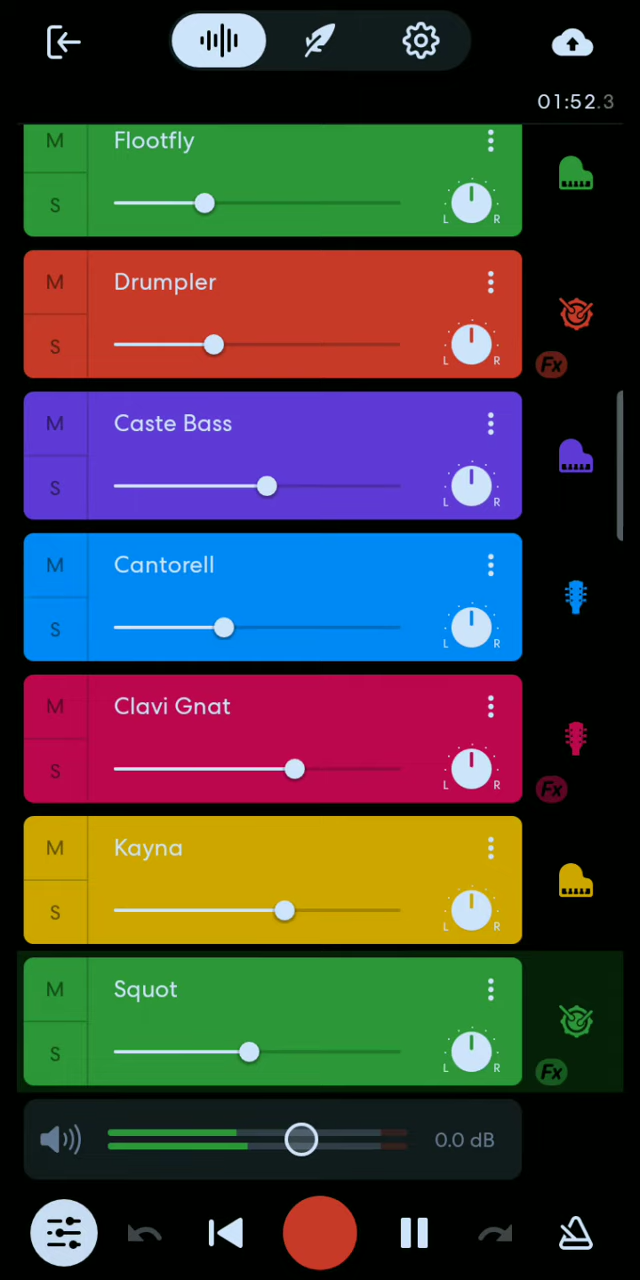 01:52.3
M
Flootfly
S
L R
M
Drumpler
S
L R
Fx
M
Caste Bass
S
L R
M
Cantorell
S
L R
M
Clavi Gnat
S
L R
Fx
M
Kayna
S
L R
M
Squot
S
L R
Fx
0.0 dB